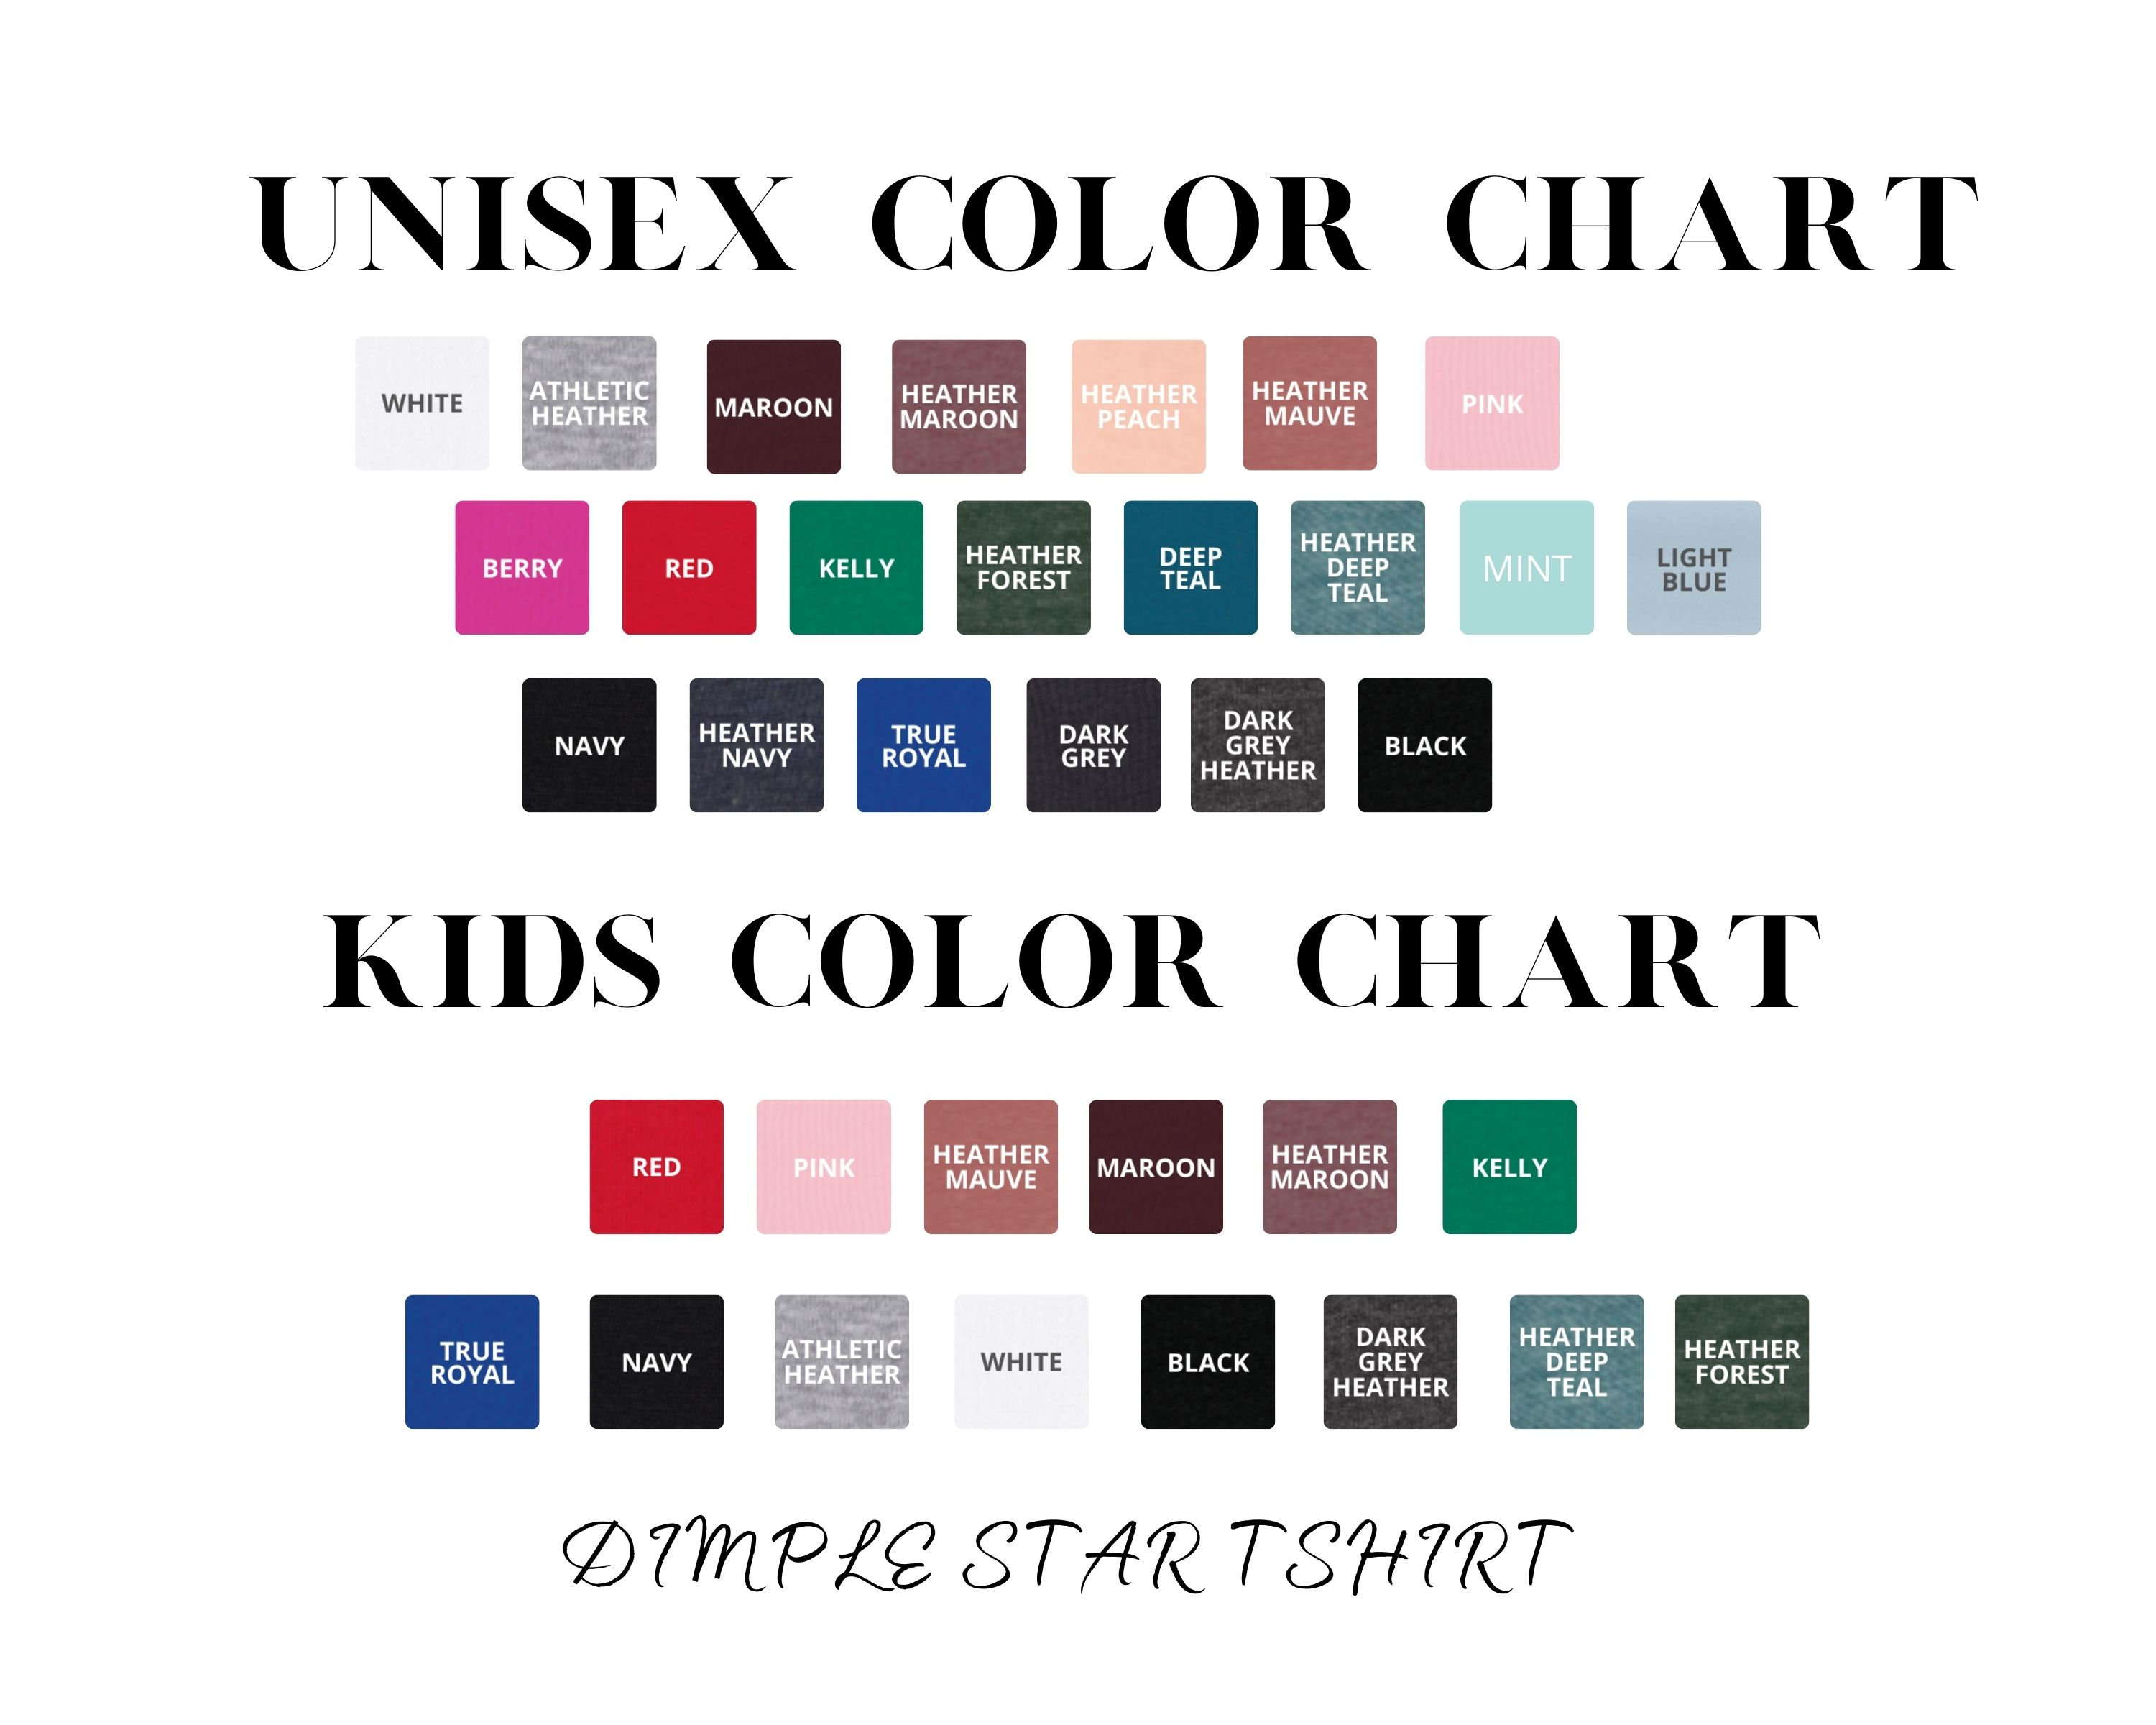 UNISEX COLOR CHART
WHITE
ATHLETIC
HEATHER
MAROON
HEATHER
MAROON
HEATHER
PEACH
HEATHER
MAUVE
PINK
BERRY
RED
KELLY
HEATHER
FOREST
DEEP
TEAL
HEATHER
DEEP
TEAL
MINT
LIGHT
BLUE
NAVY
HEATHER
NAVY
TRUE
ROYAL
DARK
GREY
DARK
GREY
HEATHER
BLACK
KIDS COLOR CHART
RED
PINK
HEATHER
MAUVE
MAROON
HEATHER
MAROON
KELLY
TRUE
ROYAL
NAVY
ATHLETIC
HEATHER
WHITE
BLACK
DARK
GREY
HEATHER
HEATHER
DEEP
TEAL
HEATHER
FOREST
DIMPLE STAR TSHIRT